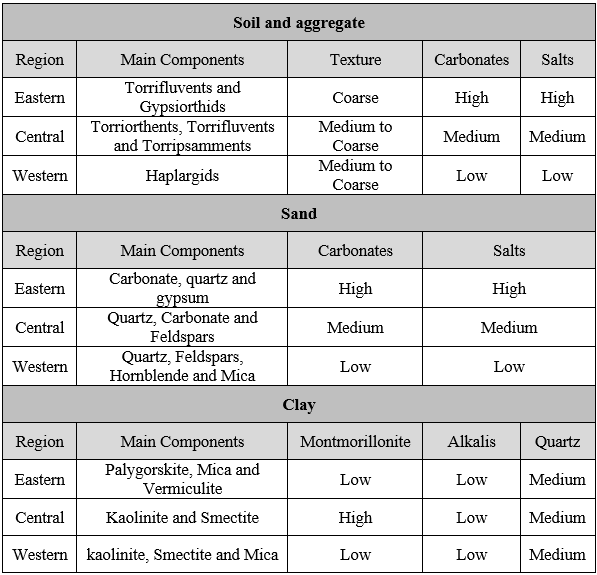 Soil and aggregate
Region Main Components Texture Carbonates Salts
Eastern Torrifluvents and Gypsiorthids Coarse High High
Central Torriorthents, Torrifluvents and Torripsamments Medium to Coarse Medium Medium
Western Haplargids Medium to Coarse Low Low
Sand
Region Main Components Carbonates Salts
Eastern Carbonate, quartz and gypsum High High
Central Quartz, Carbonate and Feldspars Medium Medium
Western Quartz, Feldspars, Hornblende and Mica Low Low
Clay
Region Main Components Montmorillonite Alkalis Quartz
Eastern Palygorskite, Mica and Vermiculite Low Low Medium
Central Kaolinite and Smectite High Low Medium
Western kaolinite, Smectite and Mica Low Low Medium